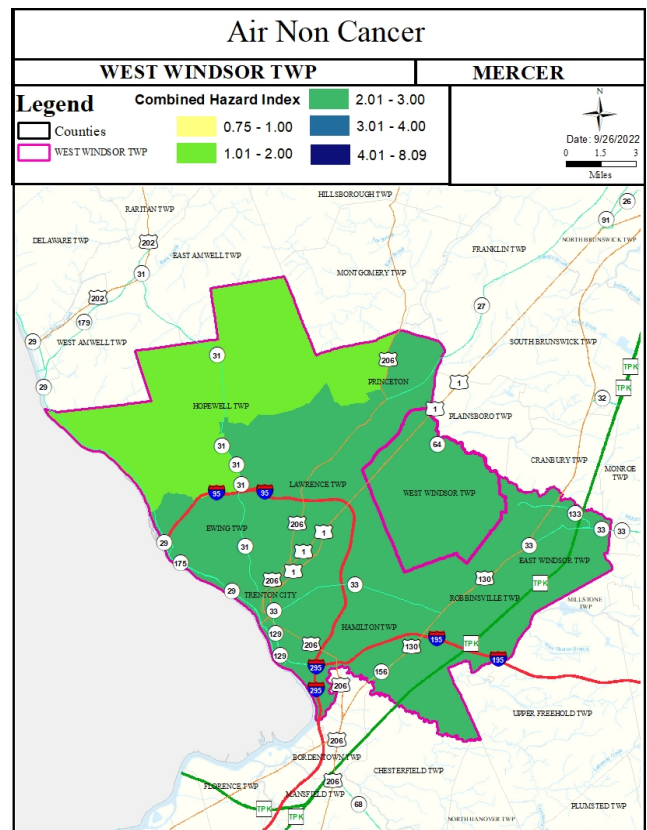 Air Non Cancer
WEST WINDSOR TWP
MERCER
Legend
Counties
WEST WINDSOR TWP
Combined Hazard Index
0.75 - 1.00
1.01 - 2.00
2.01 - 3.00
3.01 - 4.00
4.01 - 8.09
N
Date: 9/26/2022
0 1.5 3
Miles
HILLSBOROUGH TWP
26
RARITAN TWP
91
DELAWARE TWP
202
NORTH BRUNSWICK TWP
EAST AMWELL TWP
FRANKLIN TWP
31
MONTGOMERY TWP
202
27
179
29
WEST AMWELL TWP
SOUTH BRUNSWICK TWP
31
206
TPK
29
PRINCETON
1
TPK
32
HOPEWELL TWP
1
PLAINSBORO TWP
31
64
31
CRANBURY TWP
MONROE
TWP
31
LAWRENCE TWP
95
95
WEST WINDSOR TWP
133
206
EWING TWP
1
33
33
29
31
1
33
EAST WINDSOR TWP
175
1
206
130
TPK
29
33
TRENTON CITY
ROBBINSVILLE TWP
MILLSTONE
TWP
33
129
HAMILTON TWP
195
129
206
130
TPK
295
156
195
295
206
UPPER FREEHOLD TWP
206
BORDENTOWN TWP
CHESTERFIELD TWP
206
FLORENCE TWP
MANSFIELD TWP
68
TPK
TPK
PLUMSTED TWP
NORTH HANOVER TWP